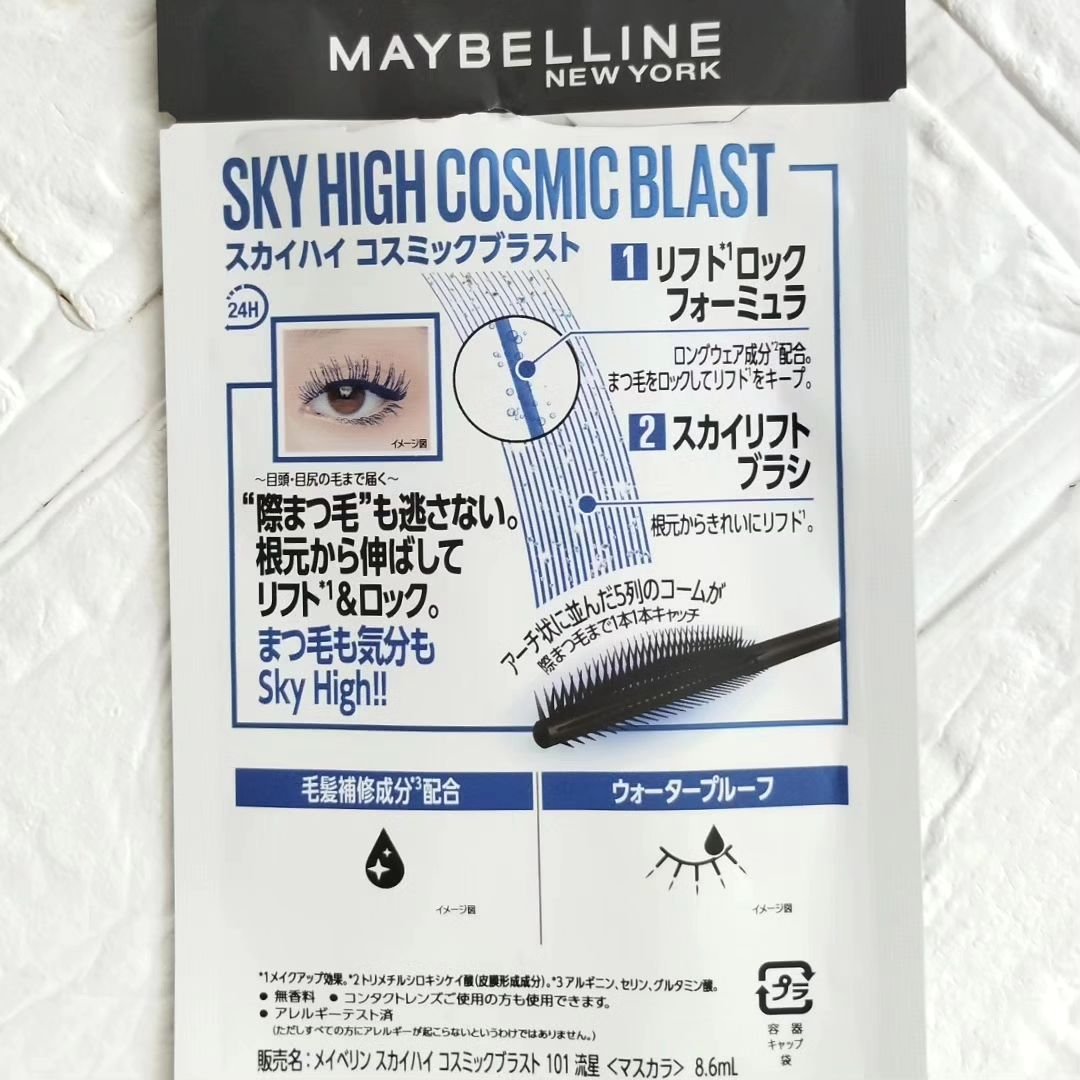 MAYBELLINE
NEW YORK
SKY HIGH COSMIC BLAST
スカイハイ コスミックブラスト
24H
イメージ図
1 リフト*1ロック
フォーミュラ
ロングウェア成分*2配合。
まつ毛をロックしてリフト*1をキープ。
2 スカイリフト
ブラシ
根元からきれいにリフト*1。
～目頭・目尻の毛まで届く～
“際まつ毛”も逃さない。
根元から伸ばして
リフト*1&ロック。
まつ毛も気分も
Sky High!!
アーチ状に並んだ5列のコームが
際まつ毛まで1本1本キャッチ
毛髪補修成分*3配合
イメージ図
ウォータープルーフ
イメージ図
*1メイクアップ効果。*2トリメチルシロキシケイ酸(皮膜形成成分)。*3アルギニン、セリン、グルタミン酸。
● 無香料 ● コンタクトレンズご使用の方も使用できます。
● アレルギーテスト済
(ただしすべての方にアレルギーが起こらないというわけではありません。)
販売名:メイベリン スカイハイ コスミックブラスト 101 流星 <マスカラ> 8.6mL
プラ
容器
キャップ
袋